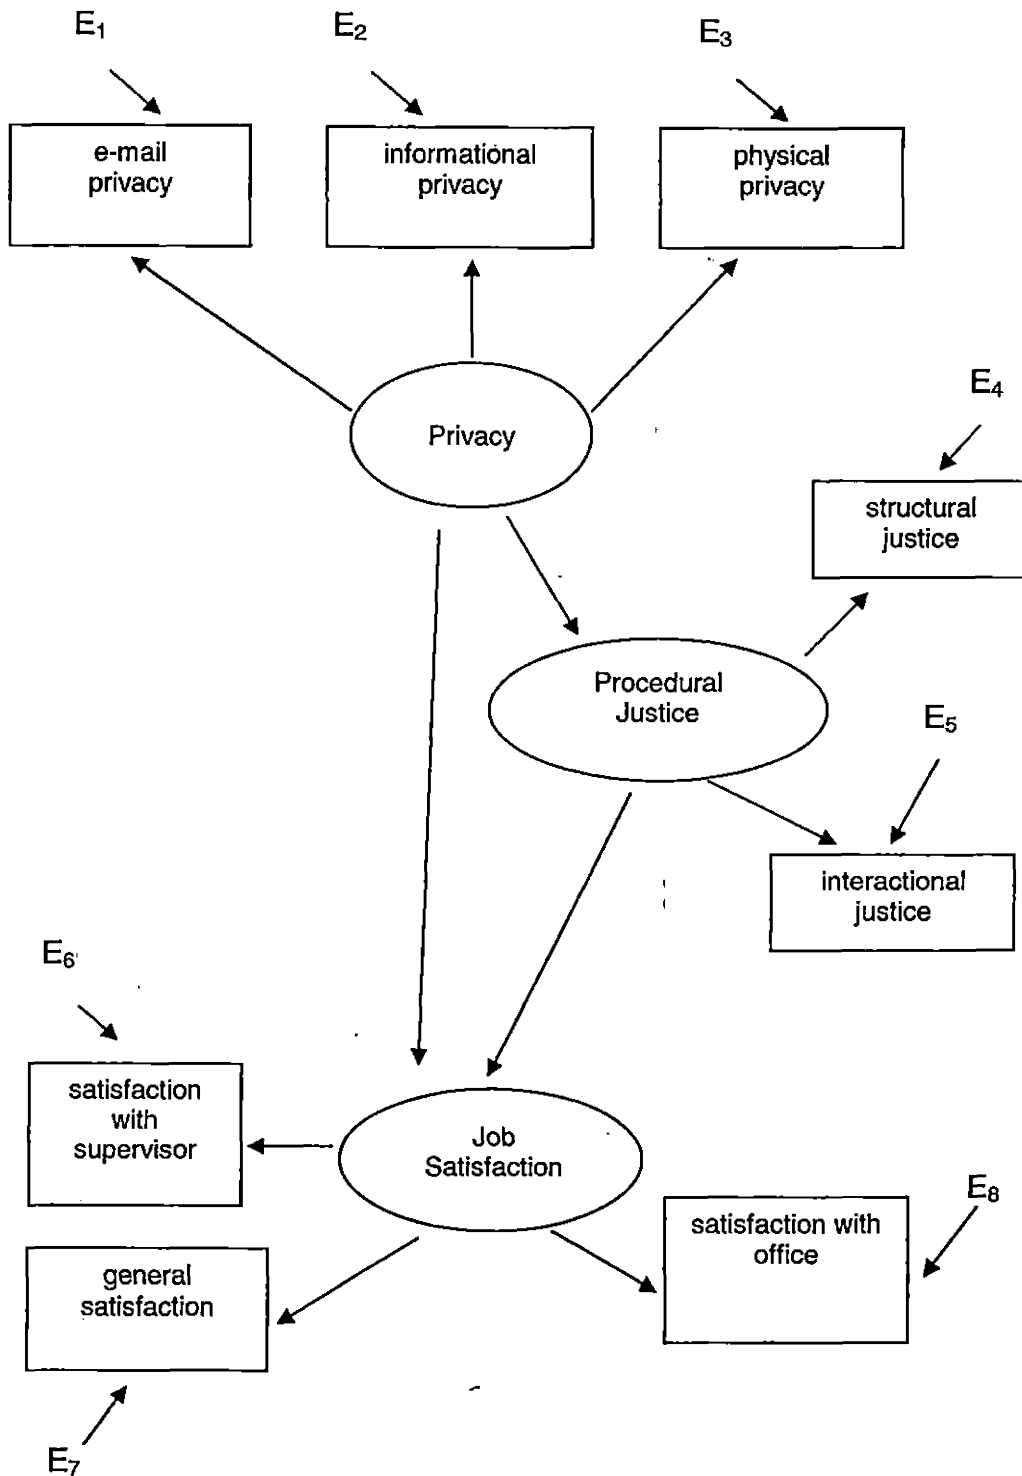 E1
E2
E3
e-mail
privacy
informational
privacy
physical
privacy
Privacy
E4
structural
justice
Procedural
Justice
E5
interactional
justice
E6
satisfaction
with
supervisor
Job
Satisfaction
E8
satisfaction with
office
general
satisfaction
E7